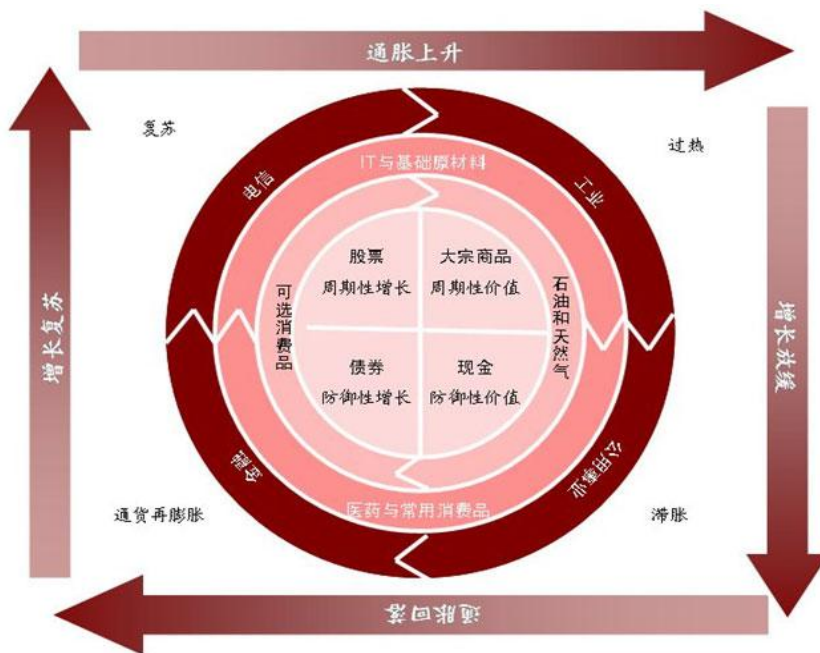 通胀上升
复苏
过热
IT与基础原材料
电信
工业
股票
周期性增长
大宗商品
周期性价值
可选消费品
石油和天然气
增长复苏
增长放缓
债券
防御性增长
现金
防御性价值
金融
公用事业
医药与常用消费品
通货再膨胀
滞胀
通胀回落